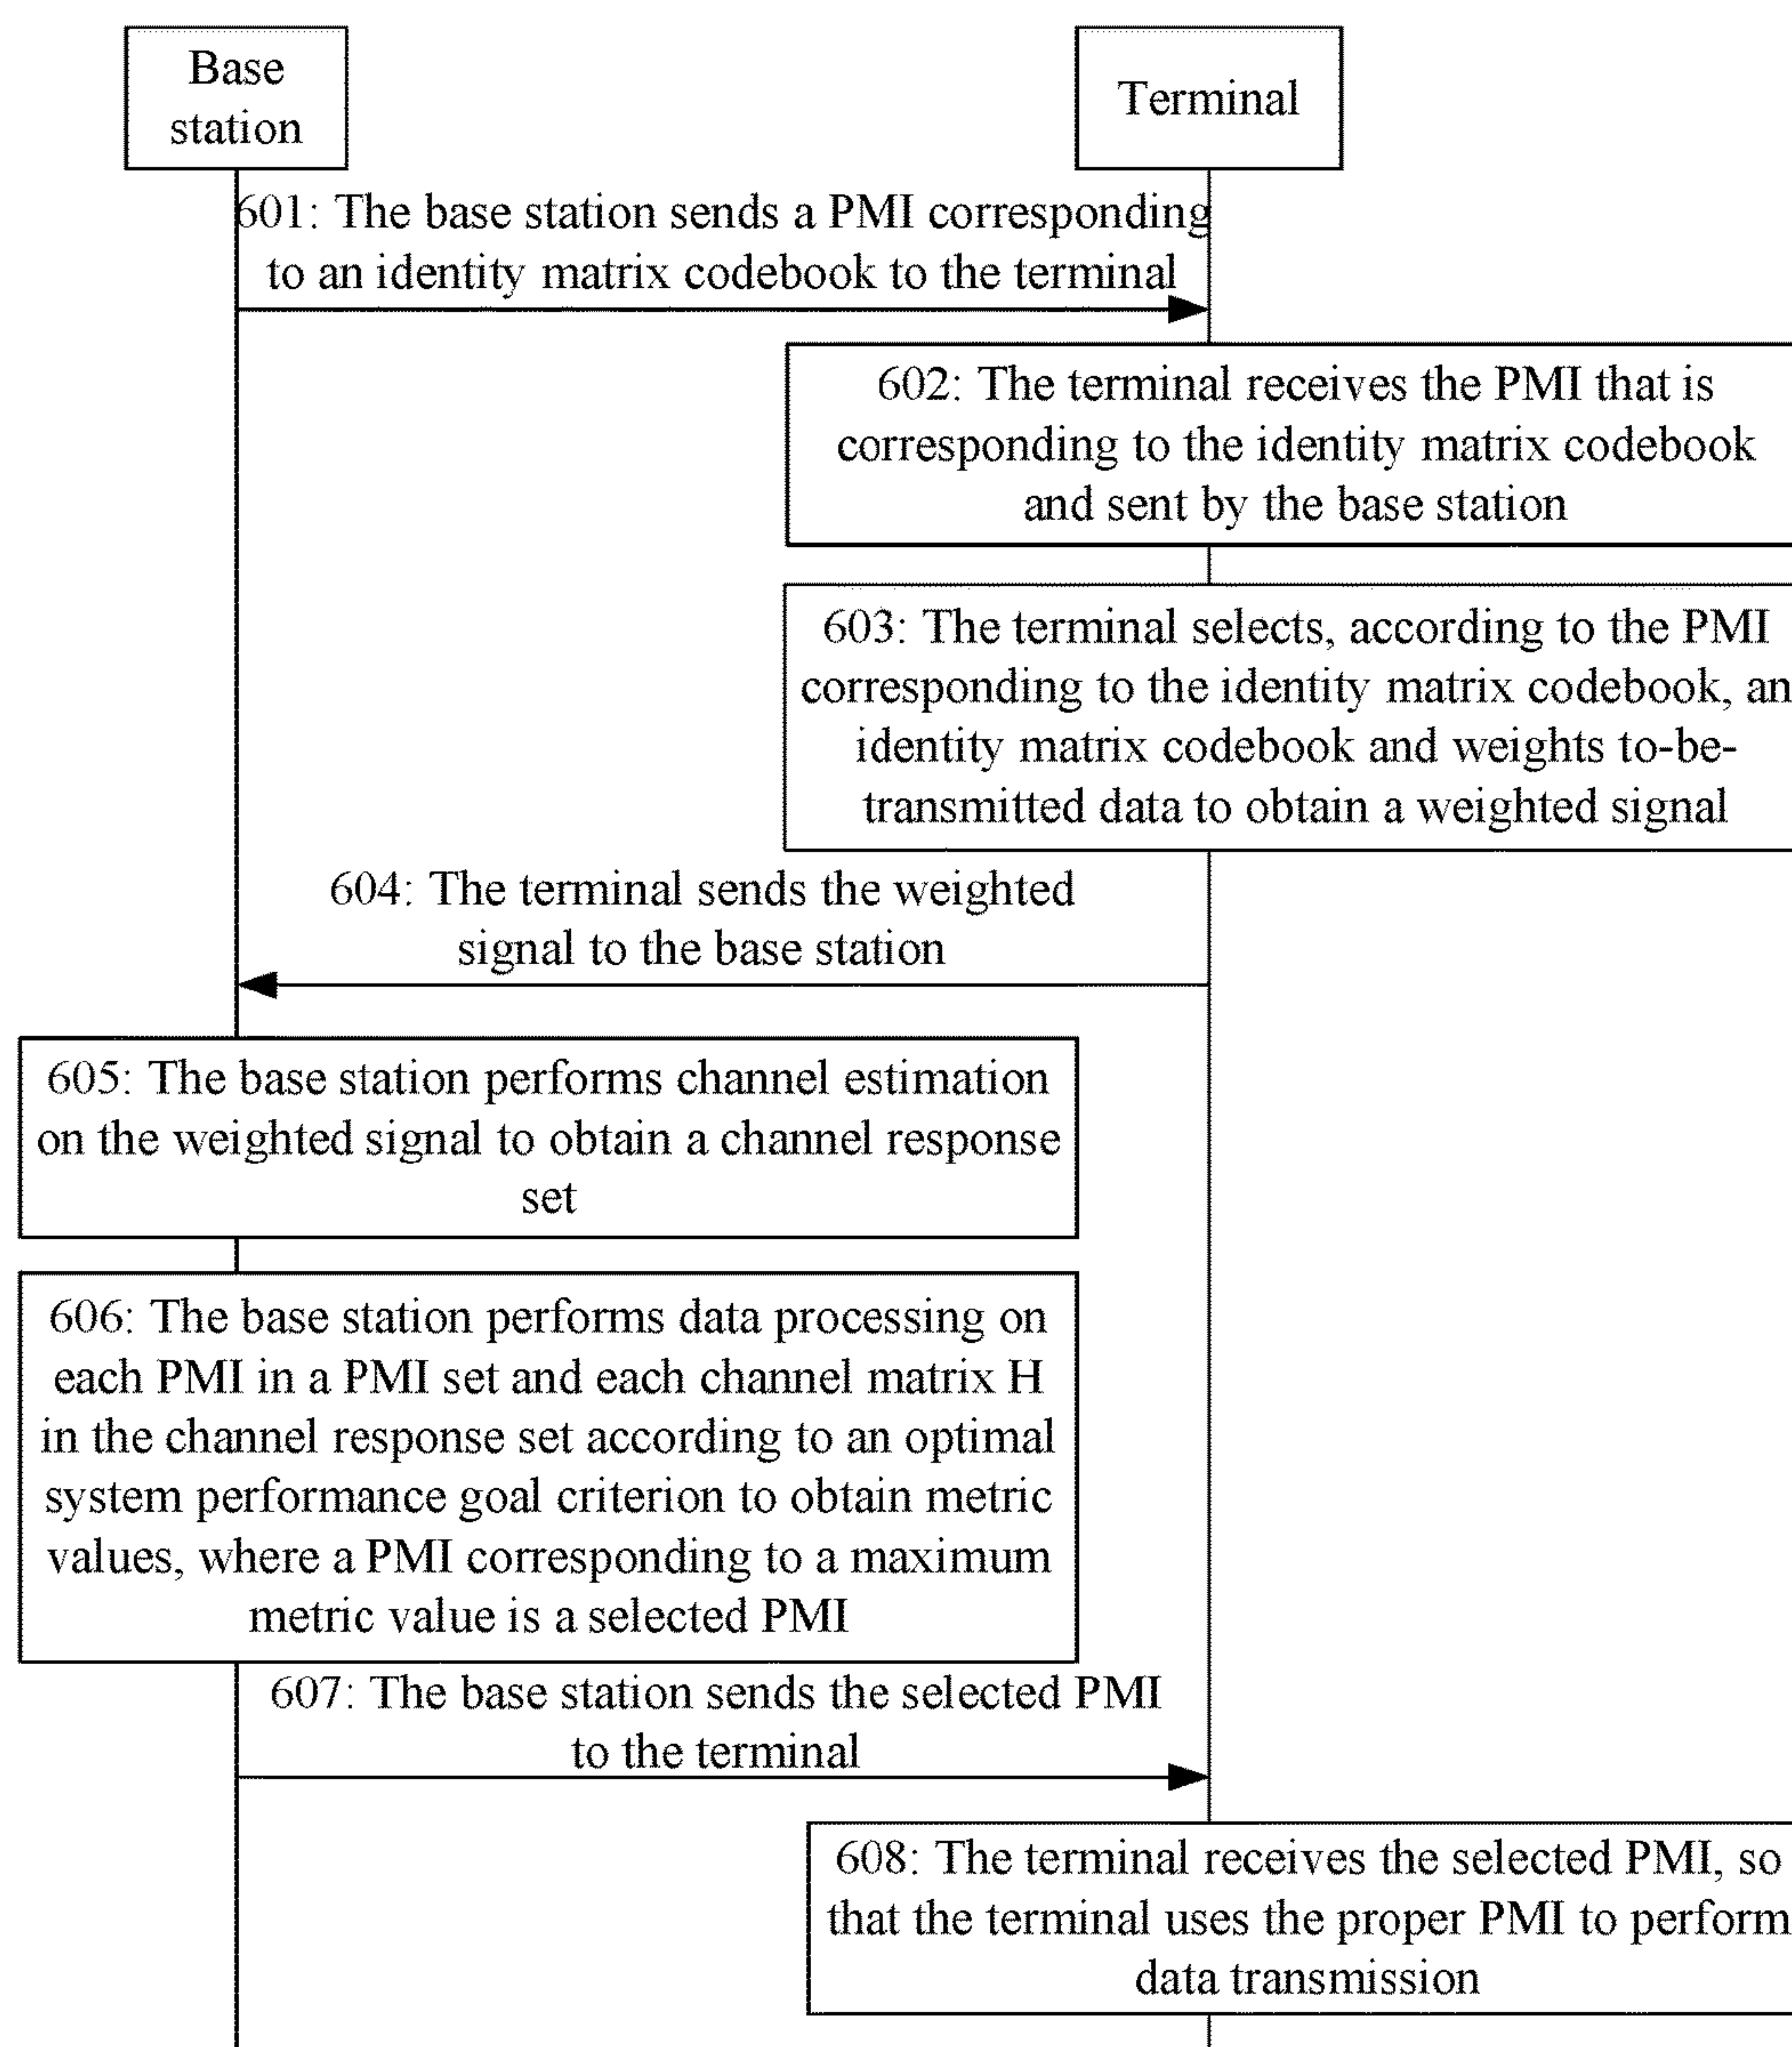 Base
station
Terminal
601: The base station sends a PMI corresponding
to an identity matrix codebook to the terminal
602: The terminal receives the PMI that is
corresponding to the identity matrix codebook
and sent by the base station
603: The terminal selects, according to the PMI
corresponding to the identity matrix codebook, an
identity matrix codebook and weights to-be-
transmitted data to obtain a weighted signal
604: The terminal sends the weighted
signal to the base station
605: The base station performs channel estimation
on the weighted signal to obtain a channel response
set
606: The base station performs data processing on
each PMI in a PMI set and each channel matrix H
in the channel response set according to an optimal
system performance goal criterion to obtain metric
values, where a PMI corresponding to a maximum
metric value is a selected PMI
607: The base station sends the selected PMI
to the terminal
608: The terminal receives the selected PMI, so
that the terminal uses the proper PMI to perform
data transmission